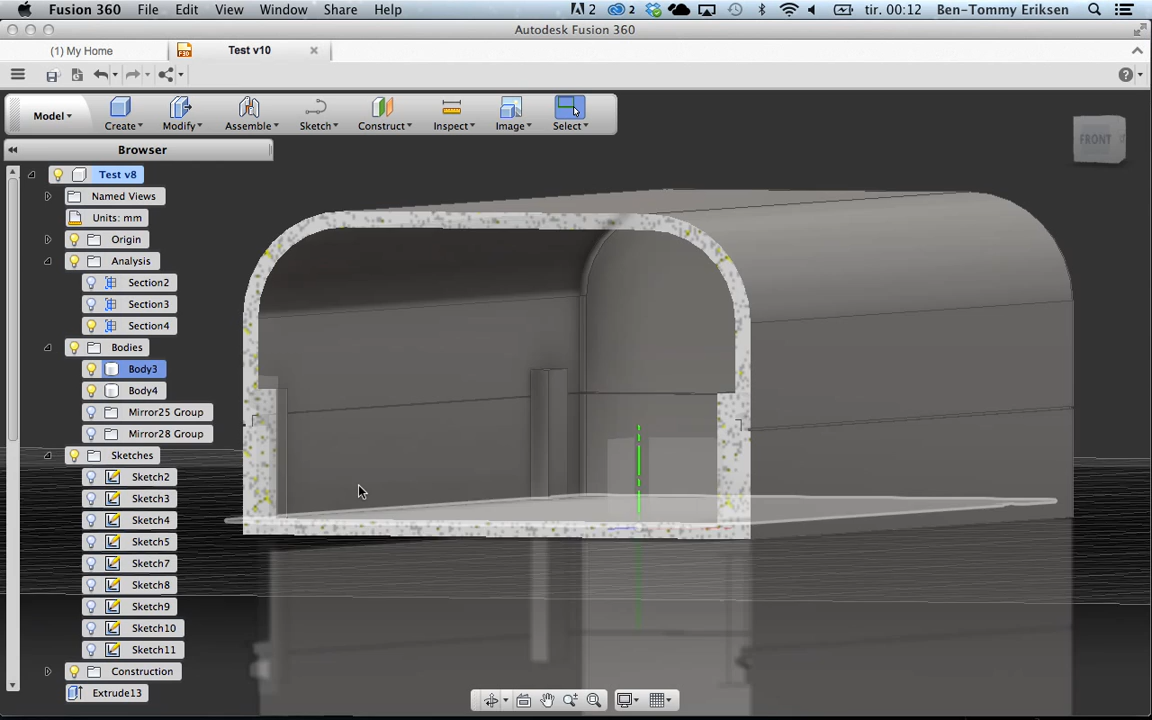 Fusion 360 File Edit View Window Share Help 2 2 tir. 00:12 Ben-Tommy Eriksen
Autodesk Fusion 360
(1) My Home Test v10
Model Create Modify Assemble Sketch Construct Inspect Image Select
Browser
FRONT
Test v8
Named Views
Units: mm
Origin
Analysis
Section2
Section3
Section4
Bodies
Body3
Body4
Mirror25 Group
Mirror28 Group
Sketches
Sketch2
Sketch3
Sketch4
Sketch5
Sketch7
Sketch8
Sketch9
Sketch10
Sketch11
Construction
Extrude13